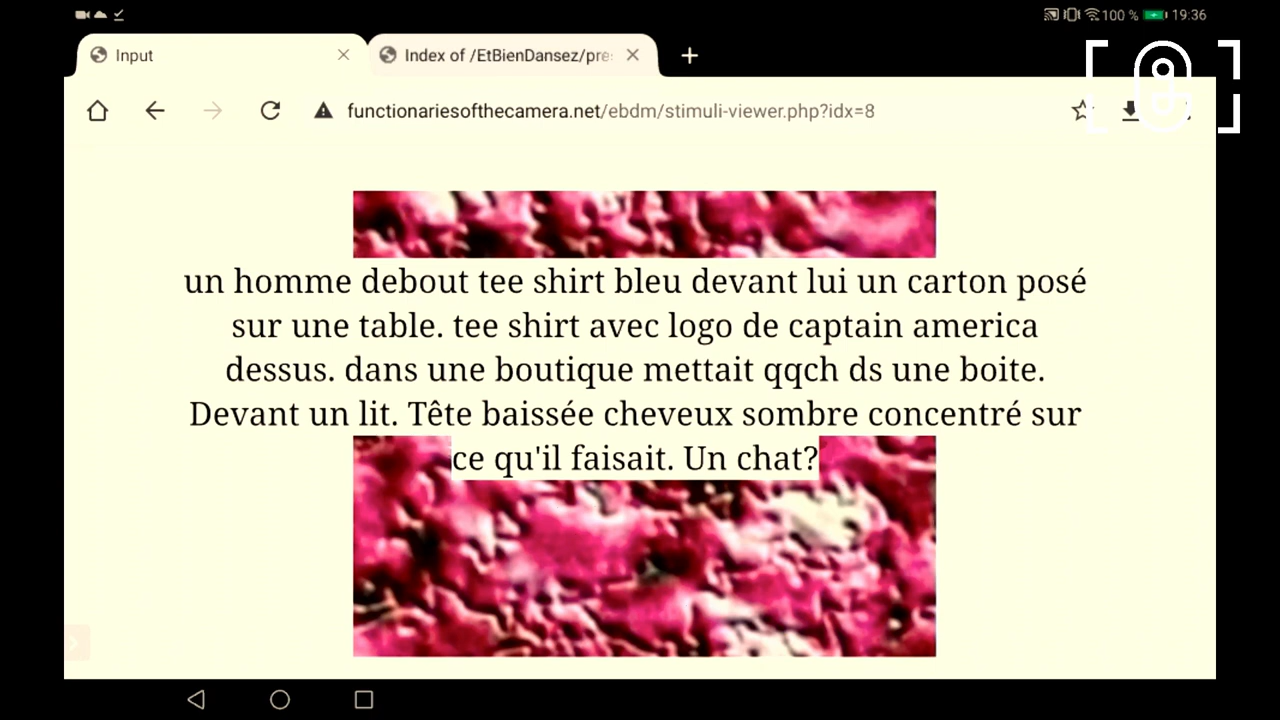 100 % 19:36
Input
Index of /EtBienDansez/pre
functionariesofthecamera.net/ebdm/stimuli-viewer.php?idx=8
un homme debout tee shirt bleu devant lui un carton posé
sur une table. tee shirt avec logo de captain america
dessus. dans une boutique mettait qqch ds une boite.
Devant un lit. Tête baissée cheveux sombre concentré sur
ce qu'il faisait. Un chat?